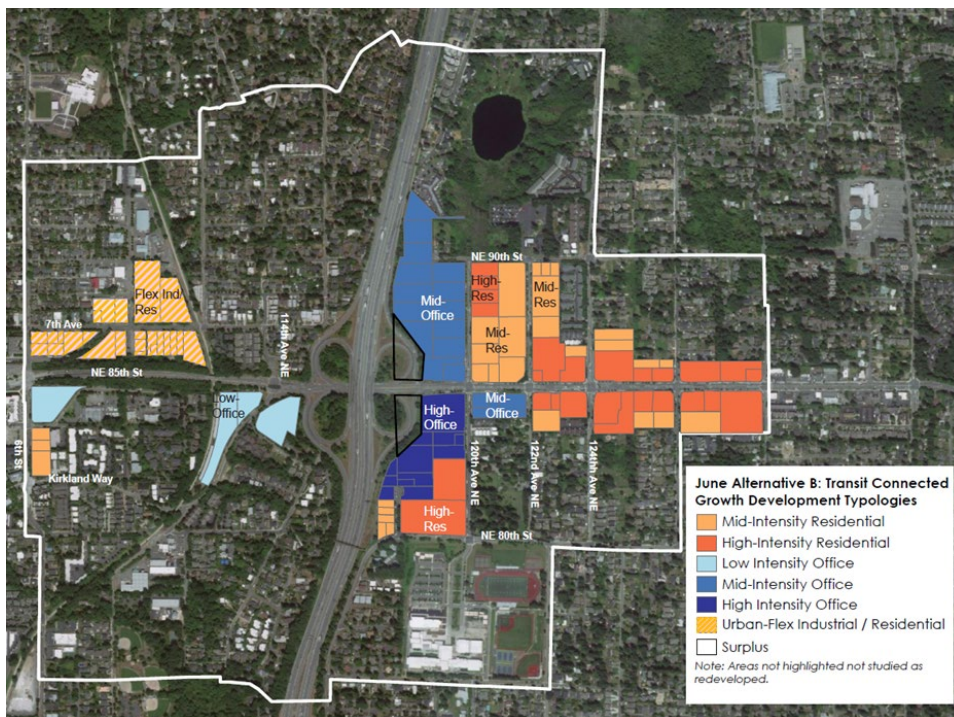 NE 90th St
High-
Res
Mid-
Res
Mid-
Office
Flex Ind/
Res
7th Ave
114th Ave NE
Mid-
Res
NE 85th St
Low-
Office
High-
Office
Mid-
Office
6th St
120th Ave NE
122nd Ave NE
124thh Ave NE
Kirkland Way
High-
Res
NE 80th St
June Alternative B: Transit Connected
Growth Development Typologies
Mid-Intensity Residential
High-Intensity Residential
Low Intensity Office
Mid-Intensity Office
High Intensity Office
Urban-Flex Industrial / Residential
Surplus
Note: Areas not highlighted not studied as
redeveloped.